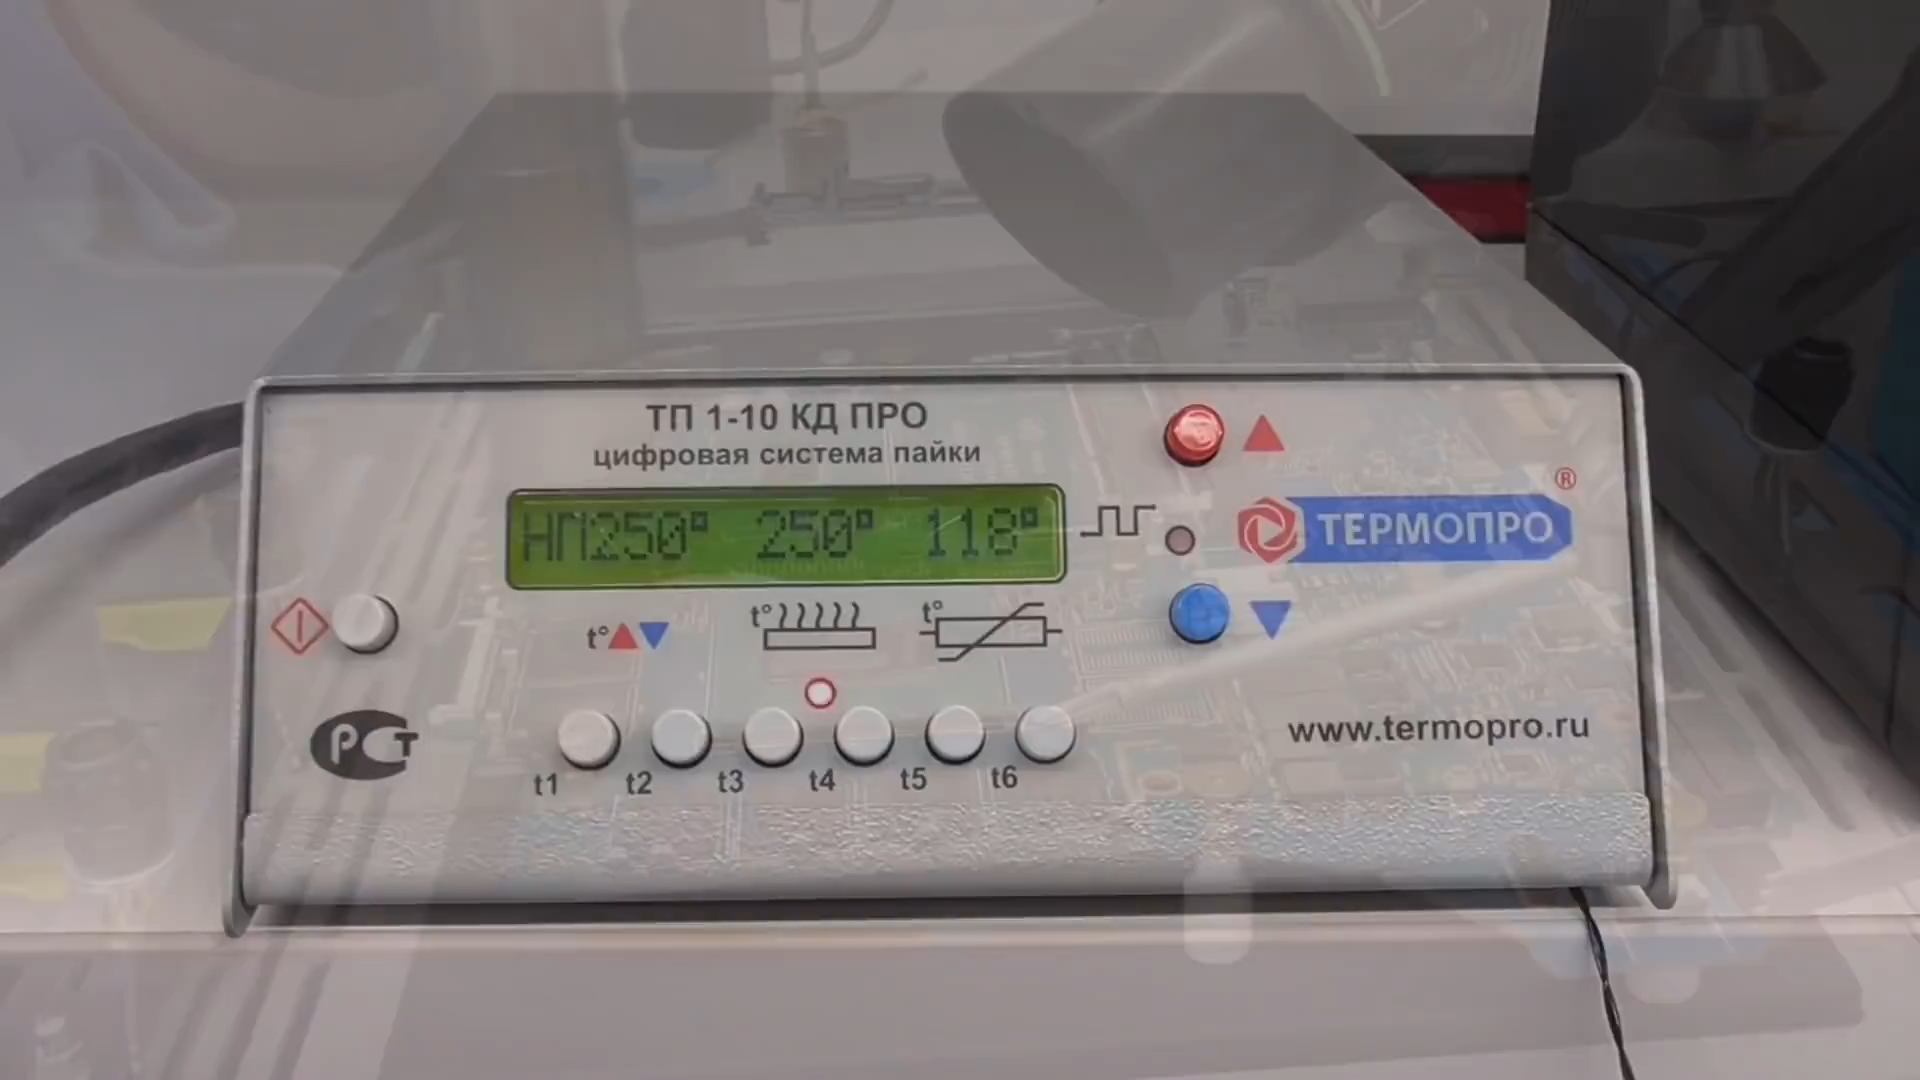 ТП 1-10 КД ПРО
цифровая система пайки
НП250° 250° 118°
®
ТЕРМОПРО
t°
t°
t°
РСТ
www.termopro.ru
t1 t2 t3 t4 t5 t6